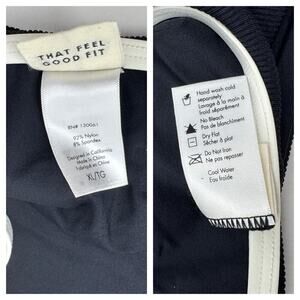 THAT FEEL
GOOD FIT
RN# 130061
92% Nylon
8% Spandex
Designed in California
Made in China
Fabriqué en Chine
XL/TG
Hand wash cold
separately
Lavage à la main à
froid séparément
No Bleach
Pas de blanchiment
Dry Flat
Sécher à plat
Do Not Iron
Ne pas repasser
Cool Water
Eau froide